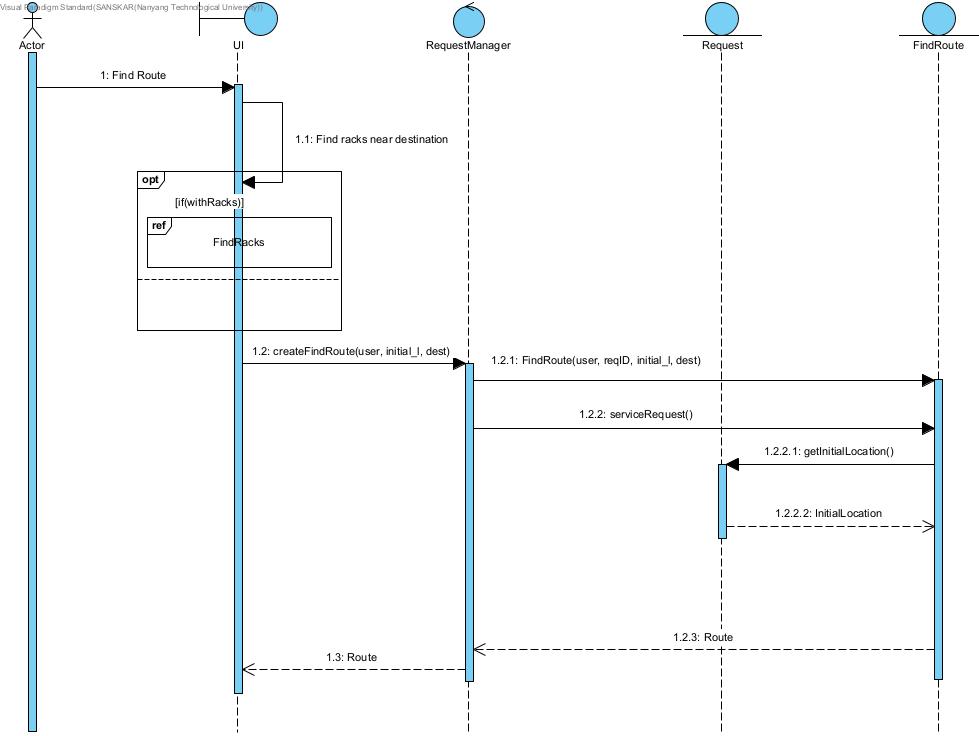 Visual Paradigm Standard(SANSKAR(Nanyang Technological University))
Actor
UI
RequestManager
Request
FindRoute
1: Find Route
1.1: Find racks near destination
opt
[if(withRacks)]
ref
FindRacks
1.2: createFindRoute(user, initial_l, dest)
1.2.1: FindRoute(user, reqID, initial_l, dest)
1.2.2: serviceRequest()
1.2.2.1: getInitialLocation()
1.2.2.2: InitialLocation
1.2.3: Route
1.3: Route